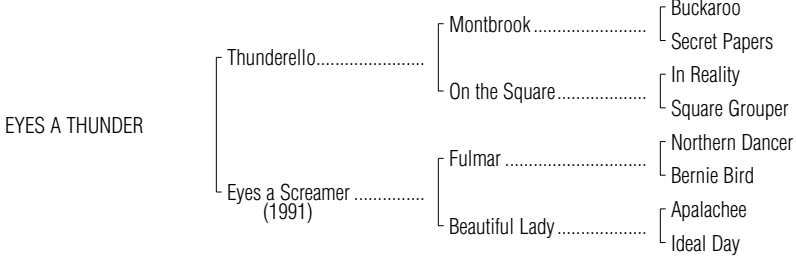 Buckaroo
Montbrook......................
Secret Papers
Thunderello......................
In Reality
On the Square.................
Square Grouper
EYES A THUNDER
Northern Dancer
Fulmar ...........................
Bernie Bird
Eyes a Screamer ..............
(1991)
Apalachee
Beautiful Lady.................
Ideal Day